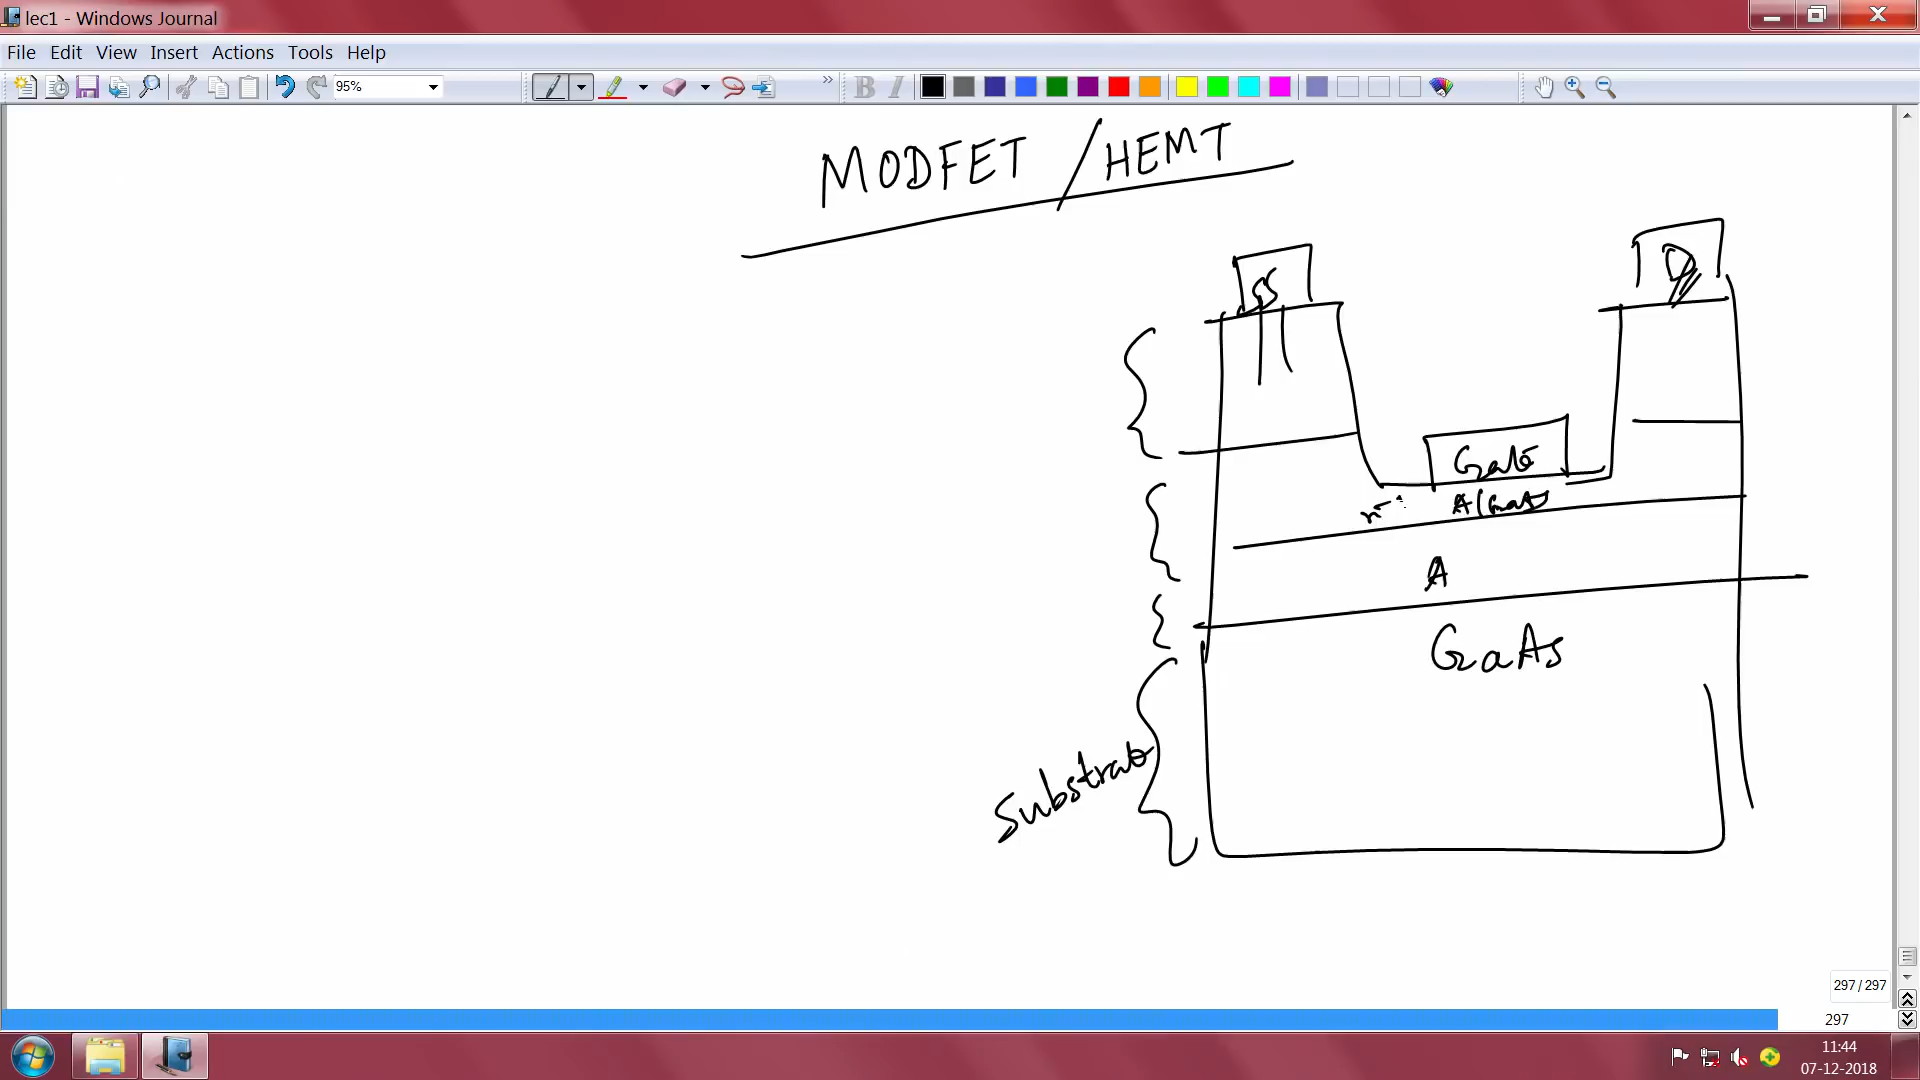 lec1 - Windows Journal
File Edit View Insert Actions Tools Help
95%
B I
MODFET / HEMT
S
D
Gate
n- AlGaAs
A
GaAs
Substrate
297 / 297
297
11:44
07-12-2018